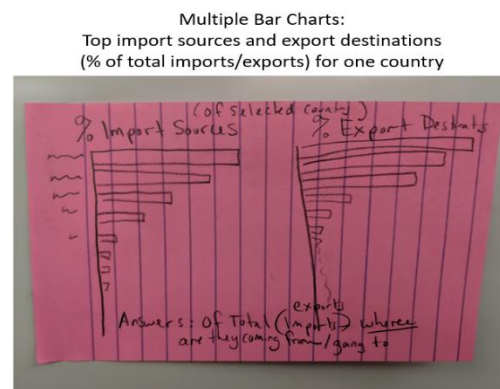 Multiple Bar Charts:
Top import sources and export destinations
(% of total imports/exports) for one country
(of selected country)
% Import Sources
% Export Destinats
exports
Answers: Of Total (Imports) where
are they coming from/going to